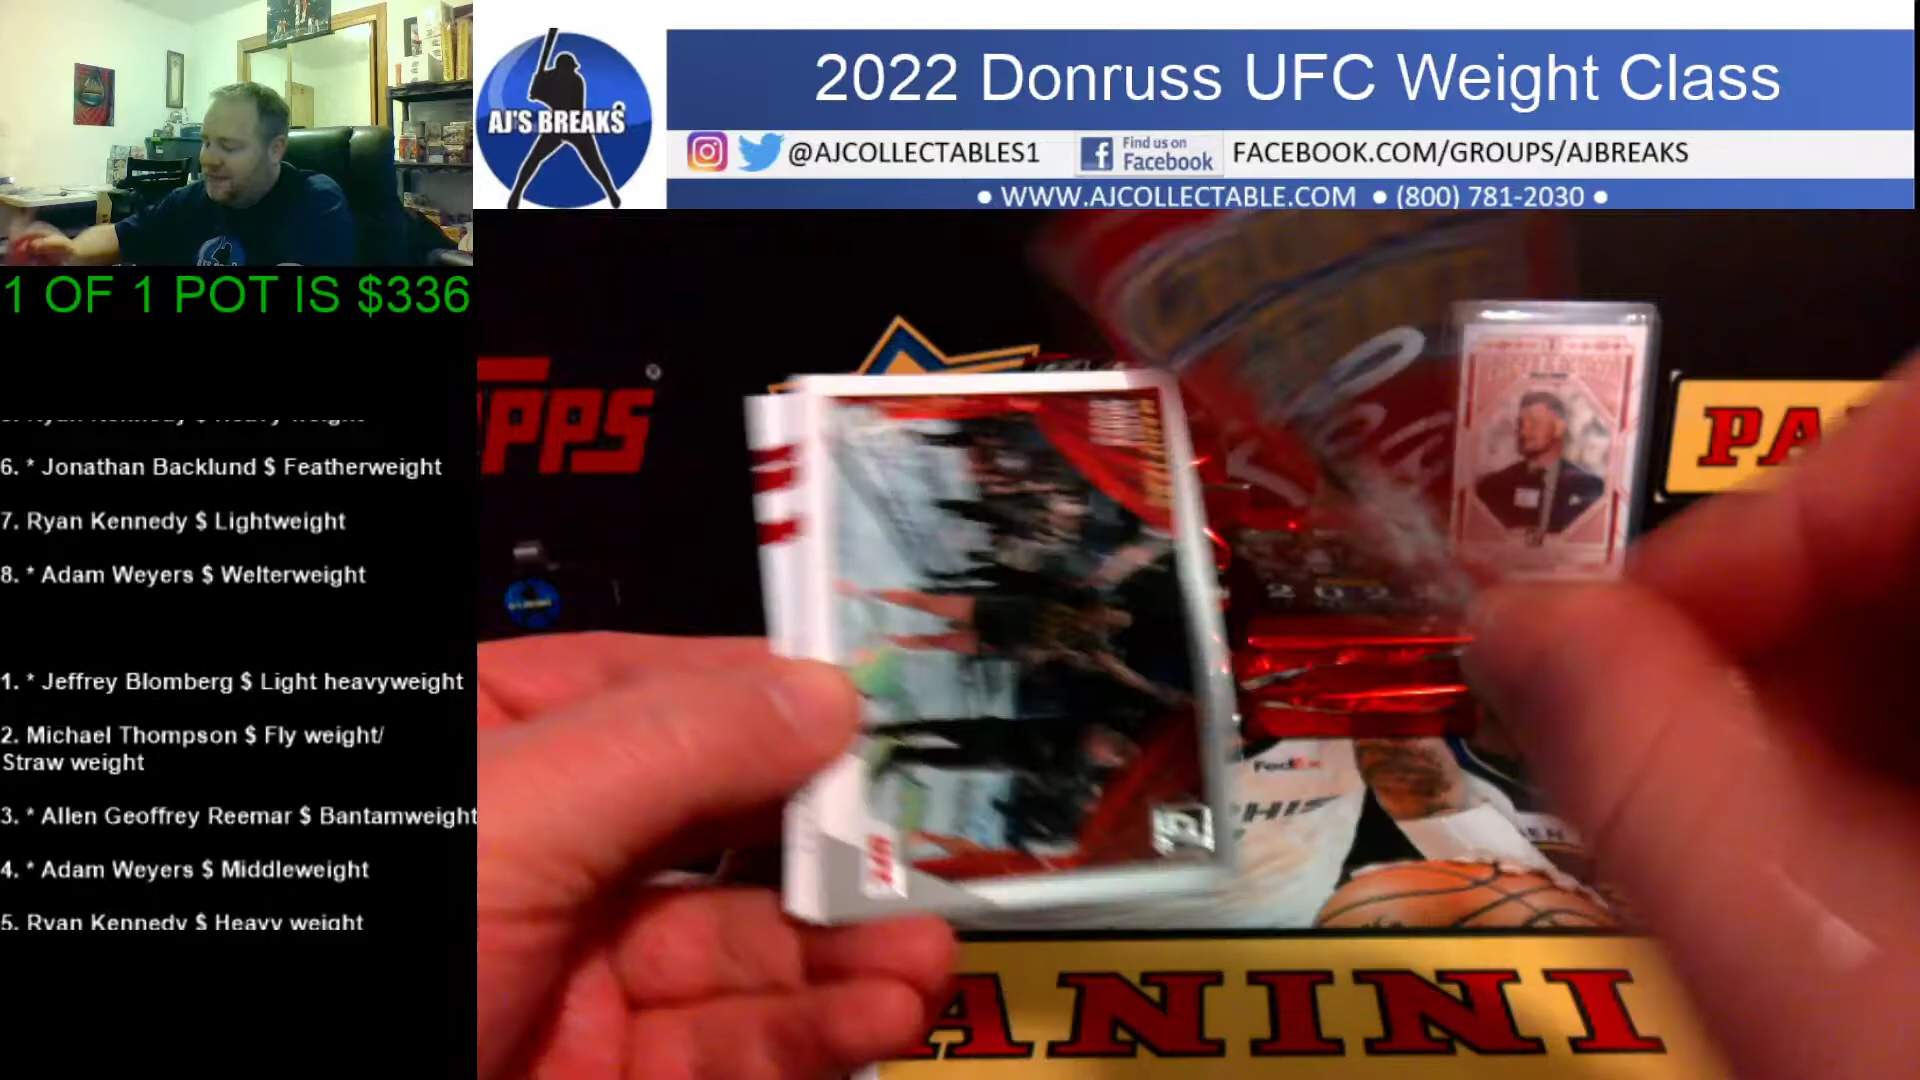 2022 Donruss UFC Weight Class
AJ'S BREAKS
@AJCOLLECTABLES1
Find us on
Facebook
FACEBOOK.COM/GROUPS/AJBREAKS
• WWW.AJCOLLECTABLE.COM • (800) 781-2030 •
1 OF 1 POT IS $336
6. * Jonathan Backlund $ Featherweight
7. Ryan Kennedy $ Lightweight
8. * Adam Weyers $ Welterweight
1. * Jeffrey Blomberg $ Light heavyweight
2. Michael Thompson $ Fly weight/
Straw weight
3. * Allen Geoffrey Reemar $ Bantamweight
4. * Adam Weyers $ Middleweight
5. Ryan Kennedy $ Heavy weight
FedEx
PANINI